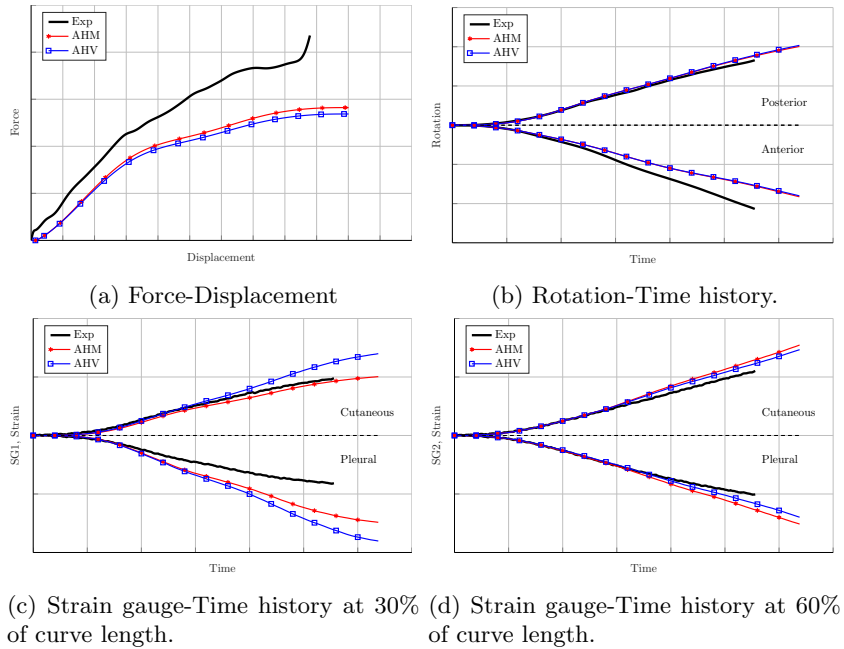 Exp
AHM
AHV
Force
Displacement
(a) Force-Displacement
Exp
AHM
AHV
Rotation
Posterior
Anterior
Time
(b) Rotation-Time history.
Exp
AHM
AHV
SG1, Strain
Cutaneous
Pleural
Time
(c) Strain gauge-Time history at 30%
of curve length.
Exp
AHM
AHV
SG2, Strain
Cutaneous
Pleural
Time
(d) Strain gauge-Time history at 60%
of curve length.